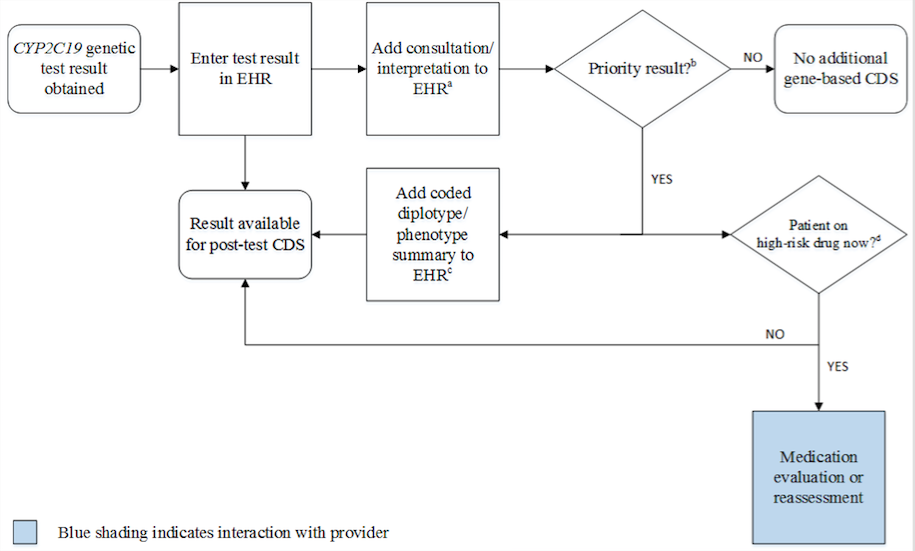 CYP2C19 genetic
test result
obtained
Enter test result
in EHR
Add consultation/
interpretation to
EHRᵃ
Priority result?ᵇ
NO
No additional
gene-based CDS
YES
Result available
for post-test CDS
Add coded
diplotype/
phenotype
summary to
EHRᶜ
Patient on
high-risk drug now?ᵈ
NO
YES
Medication
evaluation or
reassessment
Blue shading indicates interaction with provider